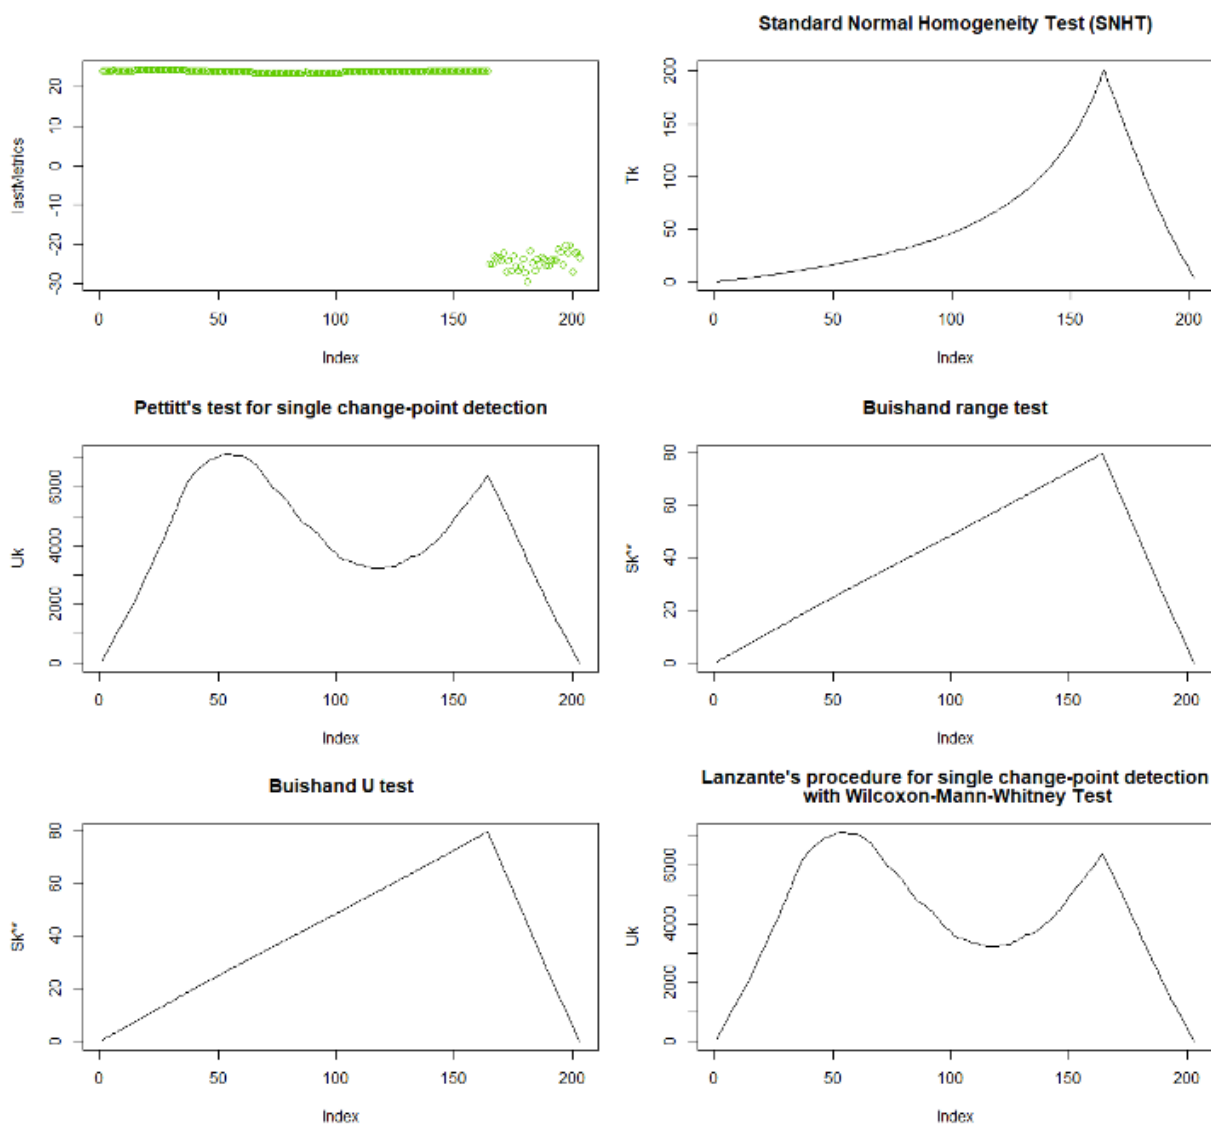 Standard Normal Homogeneity Test (SNHT)
lastMetrics
20
10
0
-10
-20
-30
0 50 100 150 200
Index
Tk
200
150
100
50
0
0 50 100 150 200
Index
Pettitt's test for single change-point detection
Uk
6000
4000
2000
0
0 50 100 150 200
Index
Buishand range test
Sk**
80
60
40
20
0
0 50 100 150 200
Index
Buishand U test
Sk**
80
60
40
20
0
0 50 100 150 200
Index
Lanzante's procedure for single change-point detection
with Wilcoxon-Mann-Whitney Test
Uk
6000
4000
2000
0
0 50 100 150 200
Index